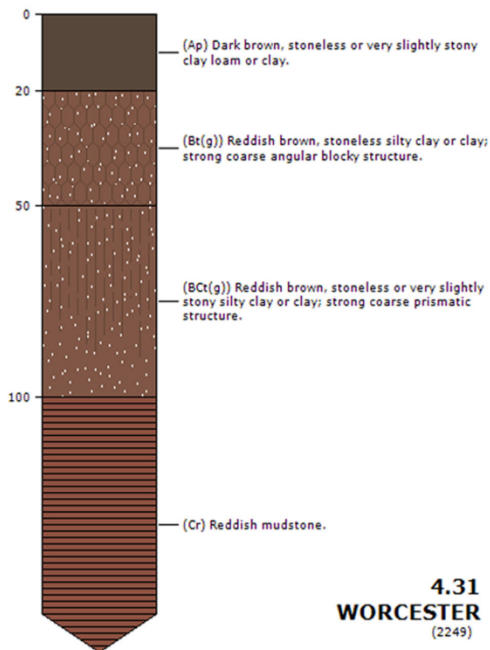 0
(Ap) Dark brown, stoneless or very slightly stony
clay loam or clay.
20
(Bt(g)) Reddish brown, stoneless silty clay or clay;
strong coarse angular blocky structure.
50
(BCt(g)) Reddish brown, stoneless or very slightly
stony silty clay or clay; strong coarse prismatic
structure.
100
(Cr) Reddish mudstone.
4.31
WORCESTER
(2249)